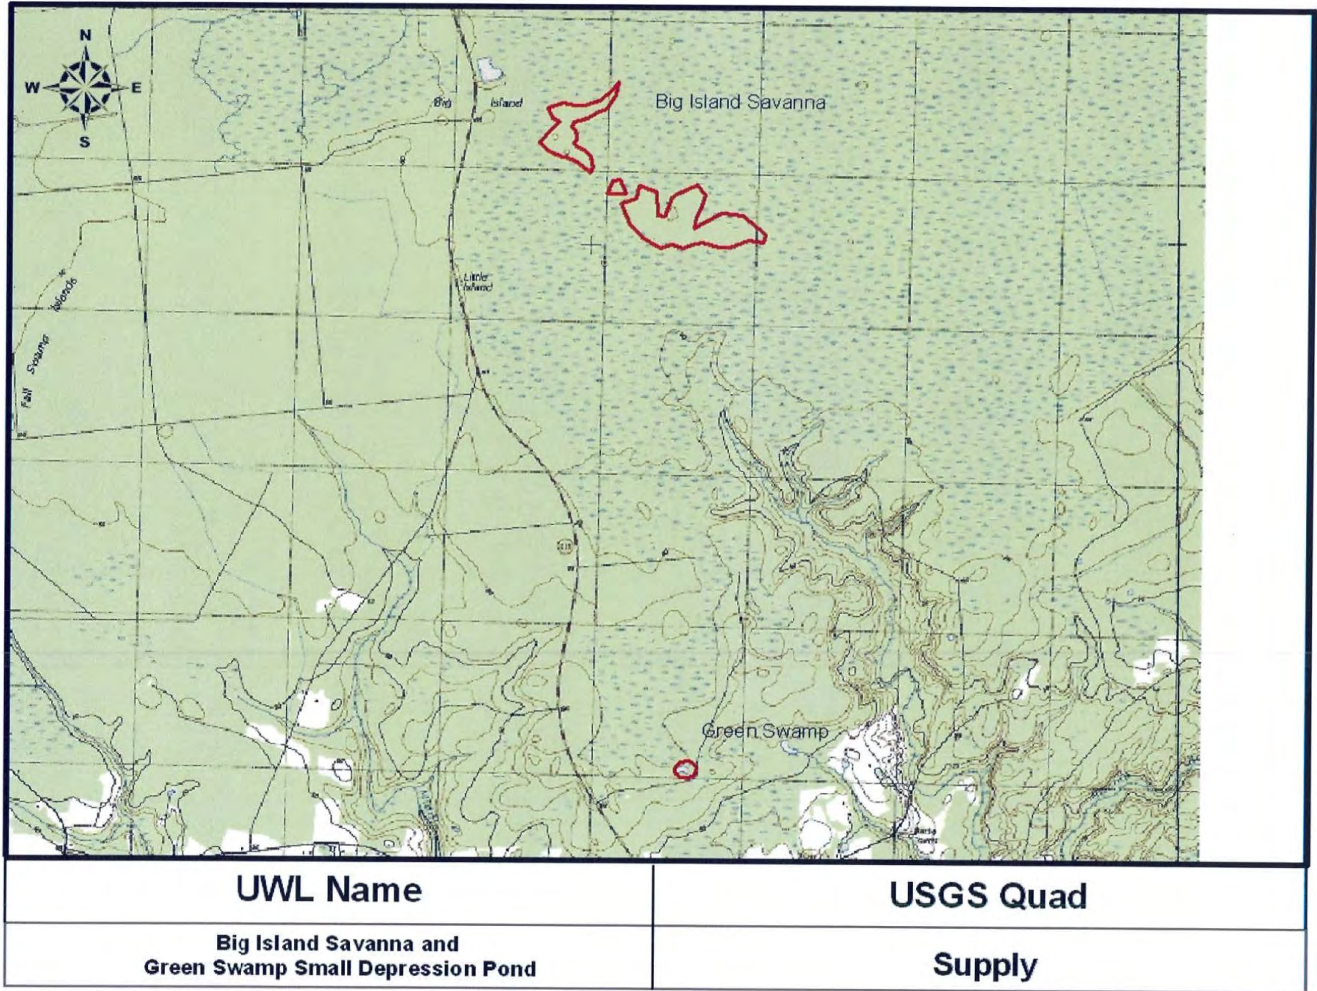 N
W E
S
Big Island
Big Island Savanna
Little
Island
Fall Swamp Islands
Green Swamp
UWL Name
USGS Quad
Big Island Savanna and
Green Swamp Small Depression Pond
Supply